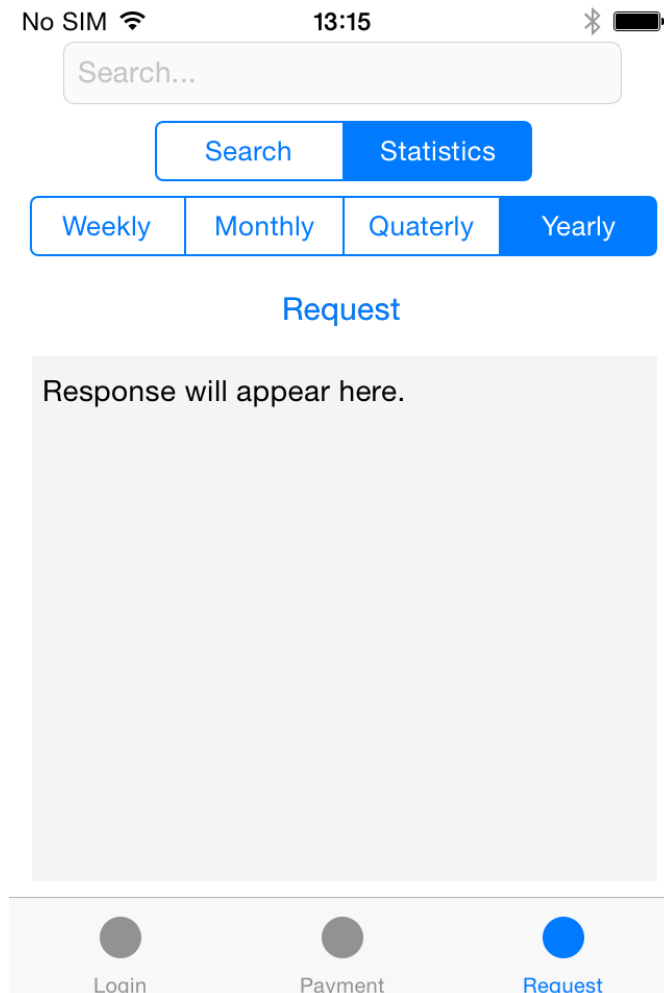 No SIM 13:15
Search...
Search Statistics
Weekly Monthly Quaterly Yearly
Request
Response will appear here.
Login Payment Request